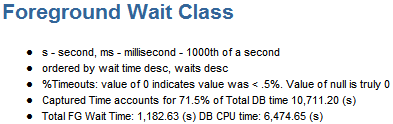 Foreground Wait Class
• s - second, ms - millisecond - 1000th of a second
• ordered by wait time desc, waits desc
• %Timeouts: value of 0 indicates value was < .5%. Value of null is truly 0
• Captured Time accounts for 71.5% of Total DB time 10,711.20 (s)
• Total FG Wait Time: 1,182.63 (s) DB CPU time: 6,474.65 (s)